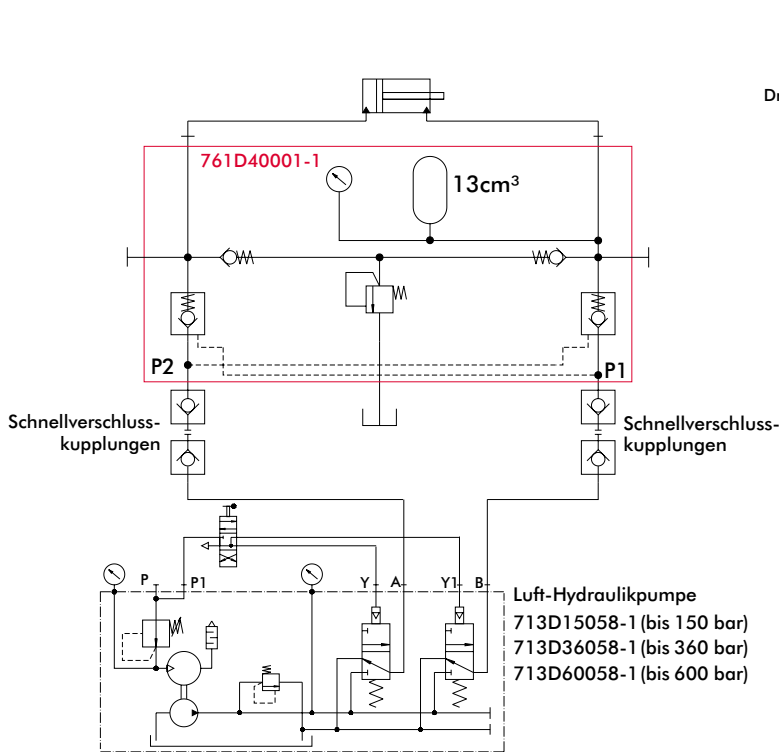 Dr
761D40001-1
13cm³
P2
P1
Schnellverschluss-
kupplungen
Schnellverschluss-
kupplungen
P
P1
Y
A
Y1
B
Luft-Hydraulikpumpe
713D15058-1(bis 150 bar)
713D36058-1(bis 360 bar)
713D60058-1(bis 600 bar)